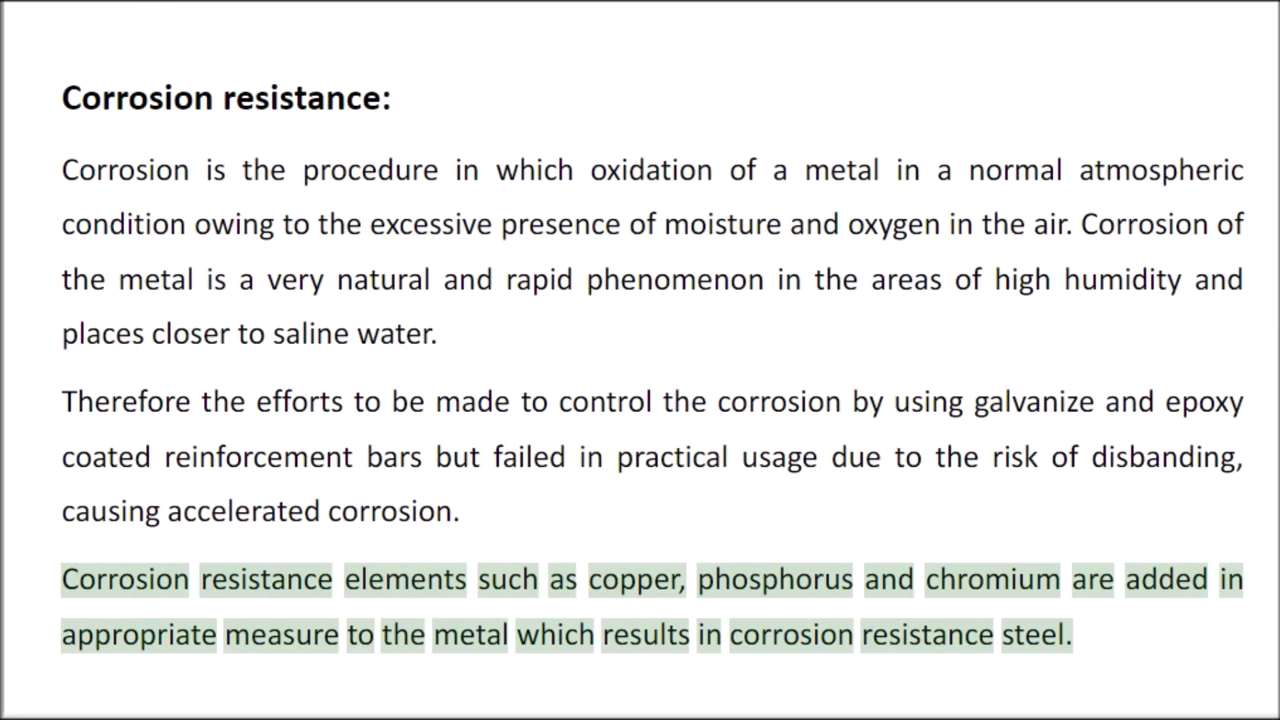 Corrosion resistance:
Corrosion is the procedure in which oxidation of a metal in a normal atmospheric
condition owing to the excessive presence of moisture and oxygen in the air. Corrosion of
the metal is a very natural and rapid phenomenon in the areas of high humidity and
places closer to saline water.
Therefore the efforts to be made to control the corrosion by using galvanize and epoxy
coated reinforcement bars but failed in practical usage due to the risk of disbanding,
causing accelerated corrosion.
Corrosion resistance elements such as copper, phosphorus and chromium are added in
appropriate measure to the metal which results in corrosion resistance steel.